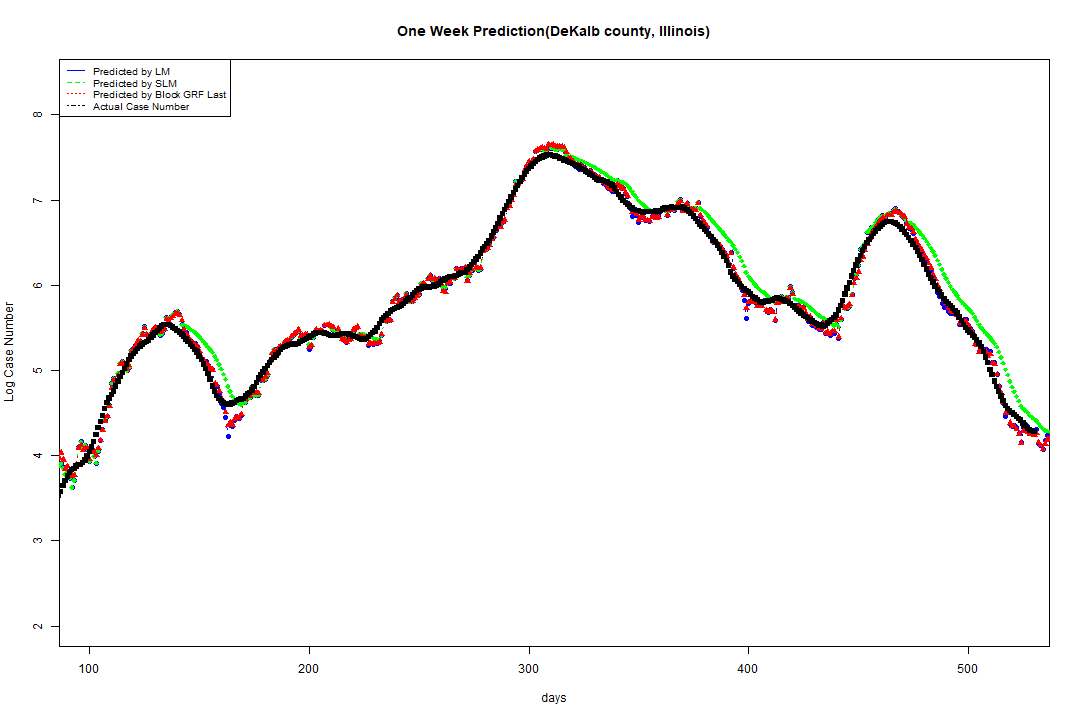 One Week Prediction(DeKalb county, Illinois)
Predicted by LM
Predicted by SLM
Predicted by Block GRF Last
Actual Case Number
8
7
6
5
4
3
2
Log Case Number
100 200 300 400 500
days